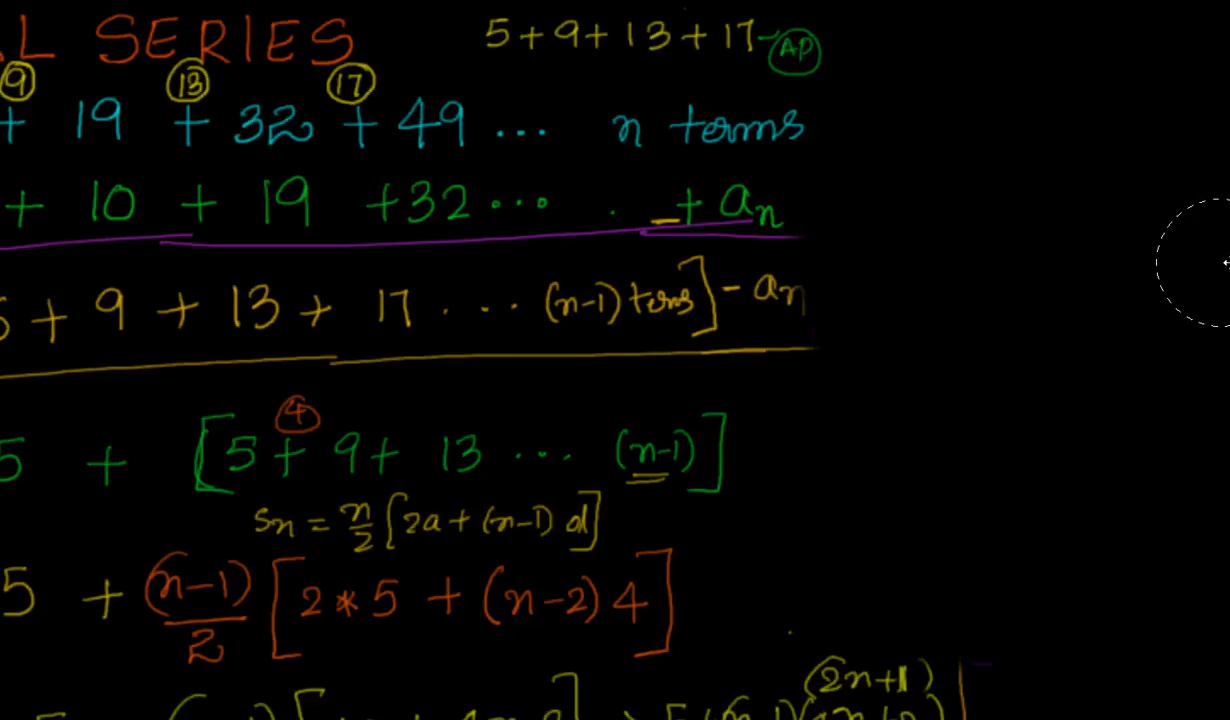 L SERIES 5+9+13+17- AP
9 13 17
+ 19 + 32 + 49 ... n terms
+ 10 + 19 +32 ... . + an
5 + 9 + 13 + 17 .... (n-1) terms] - an
4
5 + [5 + 9 + 13 ... (n-1)]
Sn = n/2 [2a + (n-1) d]
5 + (n-1)/2 [2*5 + (n-2) 4]
(2n+1)